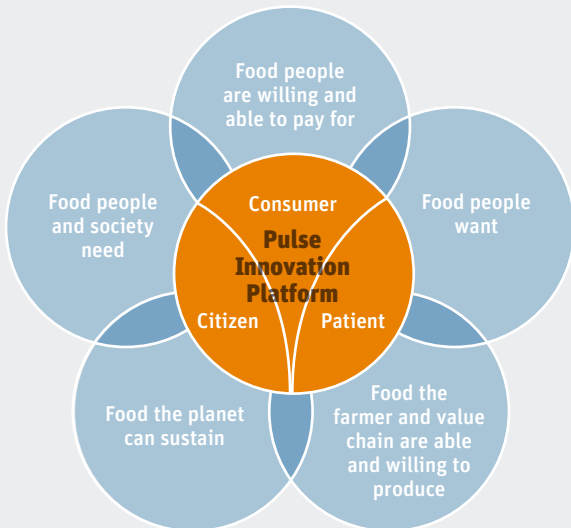 Food people
are willing and
able to pay for
Food people
and society
need
Food people
want
Consumer
Pulse
Innovation
Platform
Citizen
Patient
Food the planet
can sustain
Food the
farmer and value
chain are able
and willing to
produce